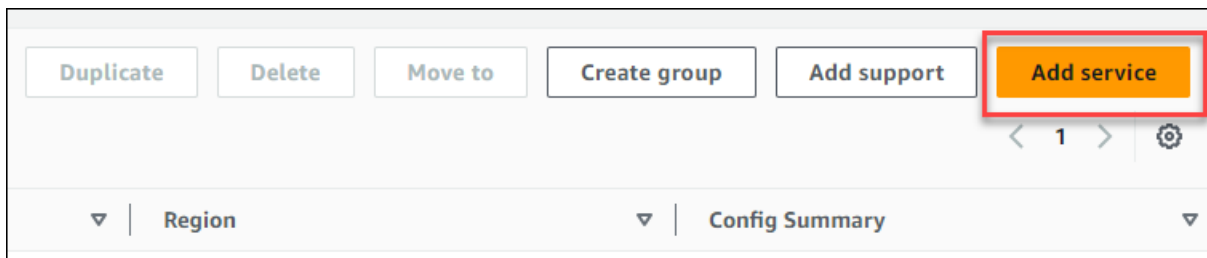 Duplicate Delete Move to Create group Add support Add service
1
Region Config Summary